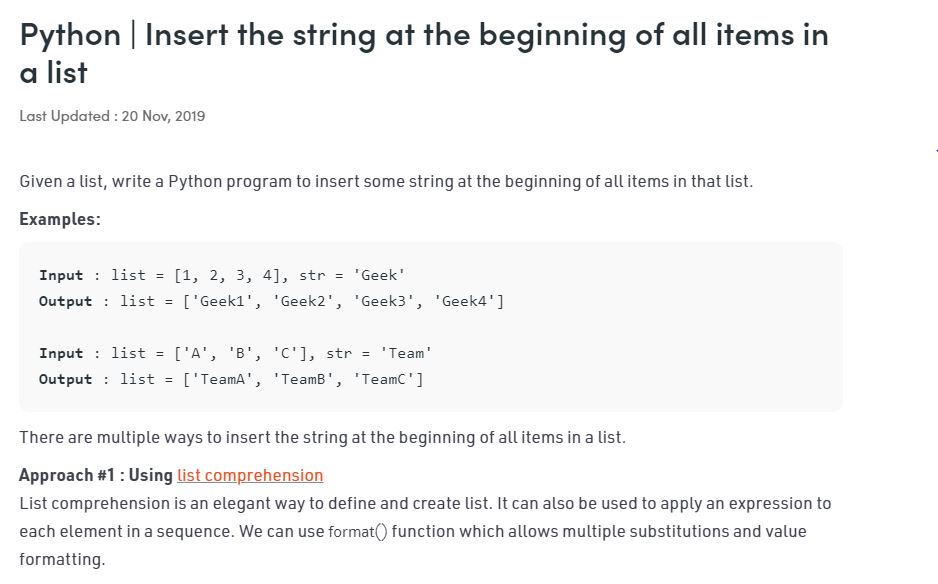 Python | Insert the string at the beginning of all items in
a list
Last Updated : 20 Nov, 2019
Given a list, write a Python program to insert some string at the beginning of all items in that list.
Examples:
Input : list = [1, 2, 3, 4], str = 'Geek'
Output : list = ['Geek1', 'Geek2', 'Geek3', 'Geek4']
Input : list = ['A', 'B', 'C'], str = 'Team'
Output : list = ['TeamA', 'TeamB', 'TeamC']
There are multiple ways to insert the string at the beginning of all items in a list.
Approach #1 : Using list comprehension
List comprehension is an elegant way to define and create list. It can also be used to apply an expression to
each element in a sequence. We can use format() function which allows multiple substitutions and value
formatting.